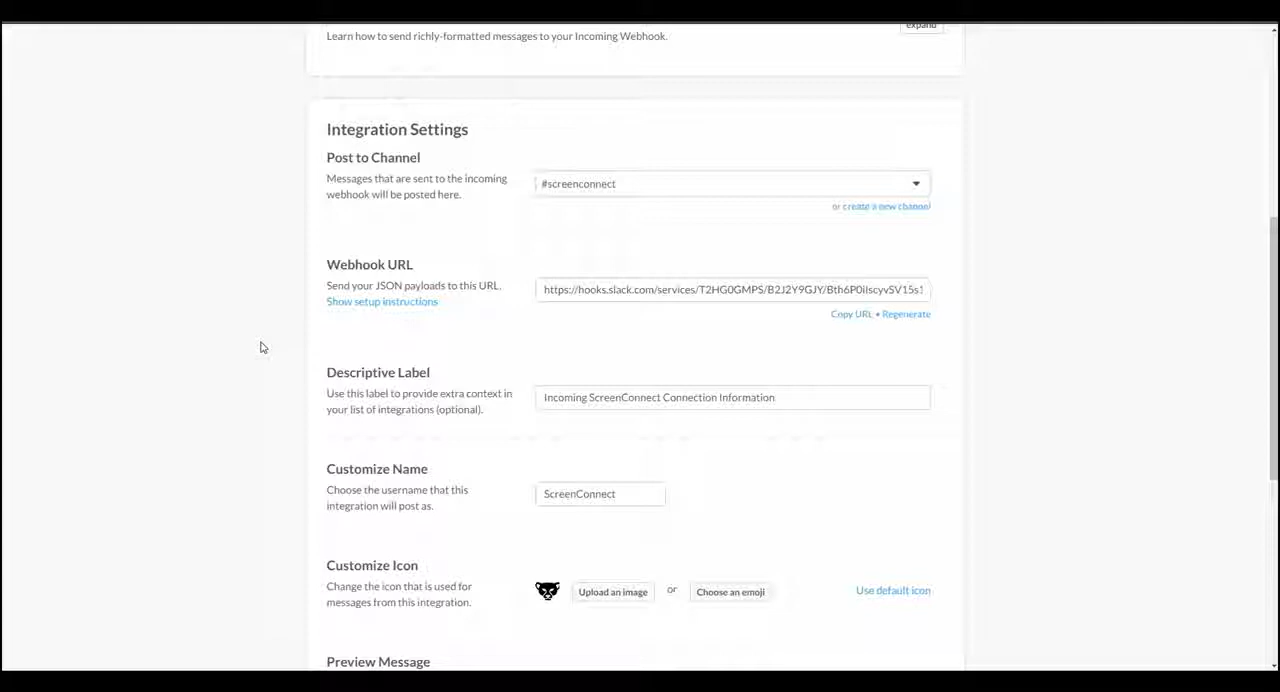 expand
Learn how to send richly-formatted messages to your Incoming Webhook.
Integration Settings
Post to Channel
Messages that are sent to the incoming
webhook will be posted here.
#screenconnect
or create a new channel
Webhook URL
Send your JSON payloads to this URL.
Show setup instructions
https://hooks.slack.com/services/
Copy URL • Regenerate
Descriptive Label
Use this label to provide extra context in
your list of integrations (optional).
Incoming ScreenConnect Connection Information
Customize Name
Choose the username that this
integration will post as.
ScreenConnect
Customize Icon
Change the icon that is used for
messages from this integration.
Upload an image
or
Choose an emoji
Use default icon
Preview Message